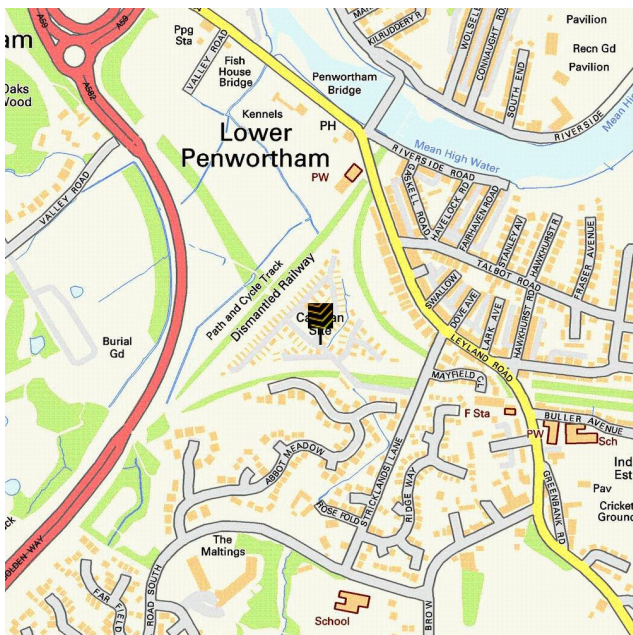 A59
A59
Ppg
Sta
VALLEY ROAD
Fish
House
Bridge
Penwortham
Bridge
KILRUDDERY R
CONNAUGHT ROAD
SOUTH END
Pavilion
Recn Gd
Pavilion
RIVERSIDE
am
Oaks
Wood
A582
Kennels
Lower
Penwortham
PH
PW
Mean High Water
RIVERSIDE ROAD
VALLEY ROAD
GASKELL ROAD
HAVELOCK RD
FAIRHAVEN ROAD
STANLEY AV
HAWKHURST R
FRASER AVENUE
TALBOT ROAD
Path and Cycle Track
Dismantled Railway
SWALLOW
DOVE AVE
LARK AVE
HAWKHURST RD
Site
Burial
Gd
LEYLAND ROAD
MAYFIELD CL
F Sta
BULLER AVENUE
PW
Sch
ABBOT MEADOW
STRICKLANDS LANE
RIDGE WAY
ROSE FOLD
GREENBANK RD
Ind
Est
Pav
Cricket
Ground
The
Maltings
GOLDEN WAY
FAR FIELD
ROAD SOUTH
School
BROW